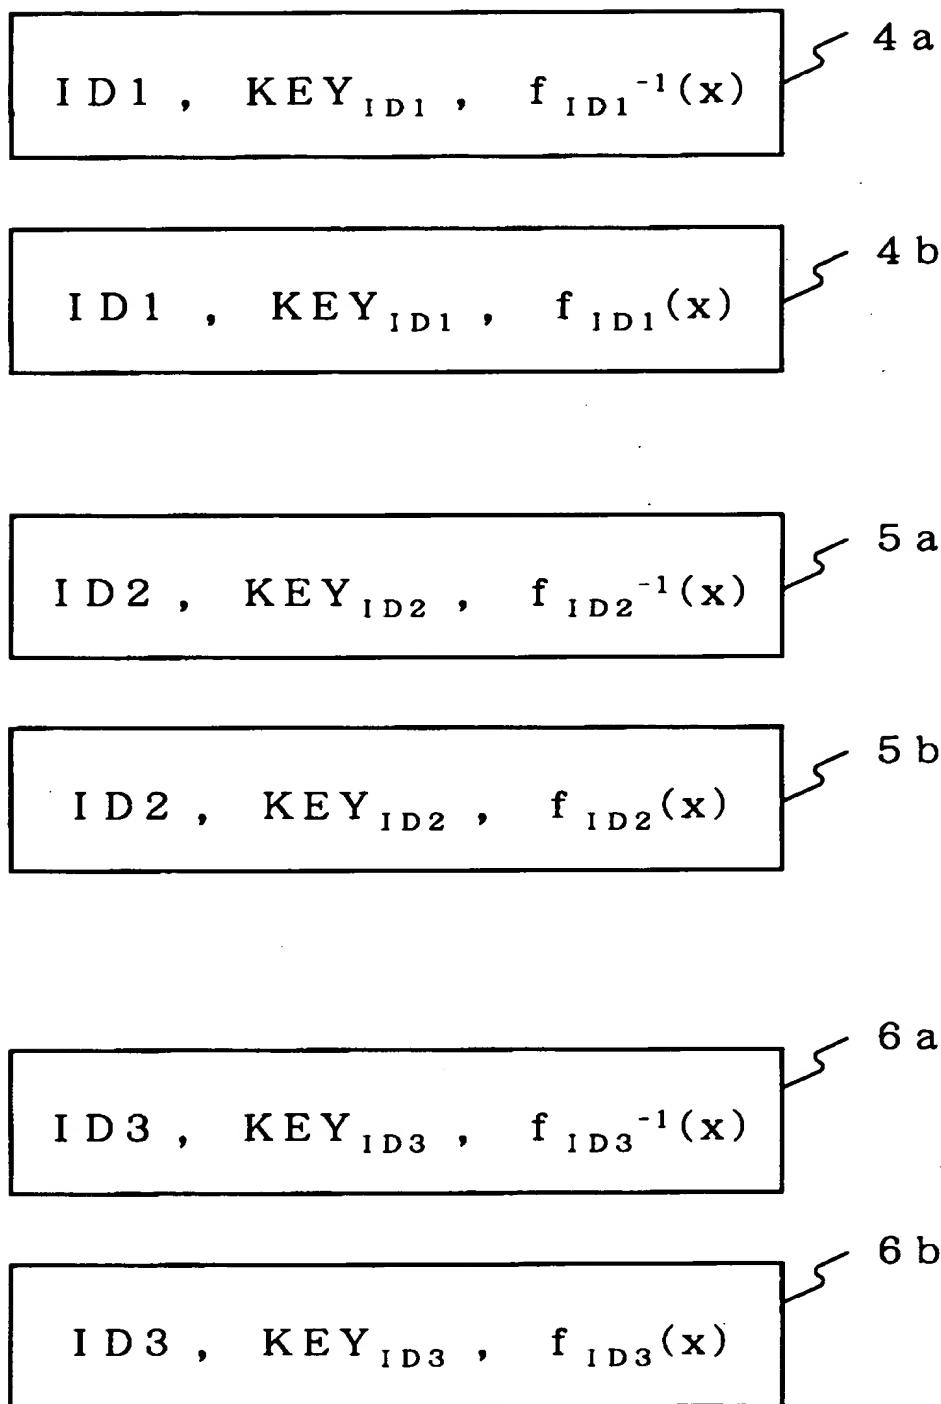 4a
ID1, KEY_ID1, f_ID1^-1(x)
4b
ID1, KEY_ID1, f_ID1(x)
5a
ID2, KEY_ID2, f_ID2^-1(x)
5b
ID2, KEY_ID2, f_ID2(x)
6a
ID3, KEY_ID3, f_ID3^-1(x)
6b
ID3, KEY_ID3, f_ID3(x)